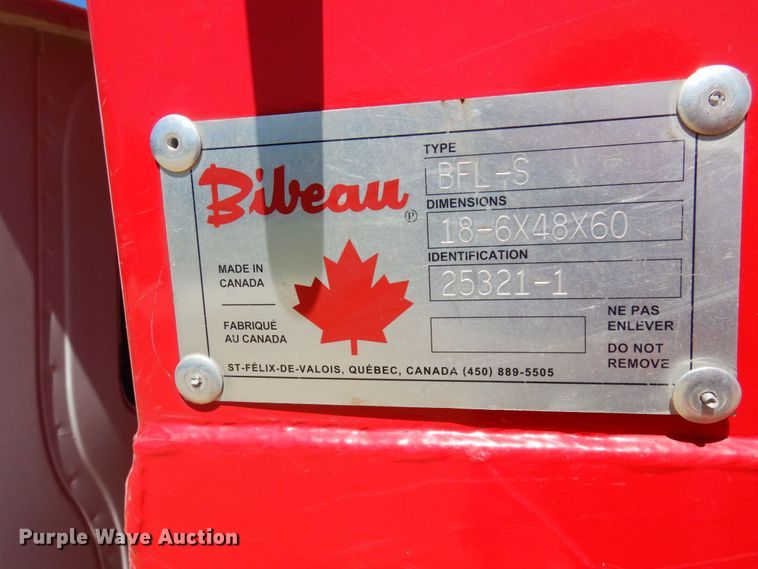 Bibeau
TYPE
BFL-S
DIMENSIONS
18-6X48X60
IDENTIFICATION
25321-1
MADE IN
CANADA
FABRIQUÉ
AU CANADA
NE PAS
ENLEVER
DO NOT
REMOVE
ST-FÉLIX-DE-VALOIS, QUÉBEC, CANADA (450) 889-5505
Purple Wave Auction